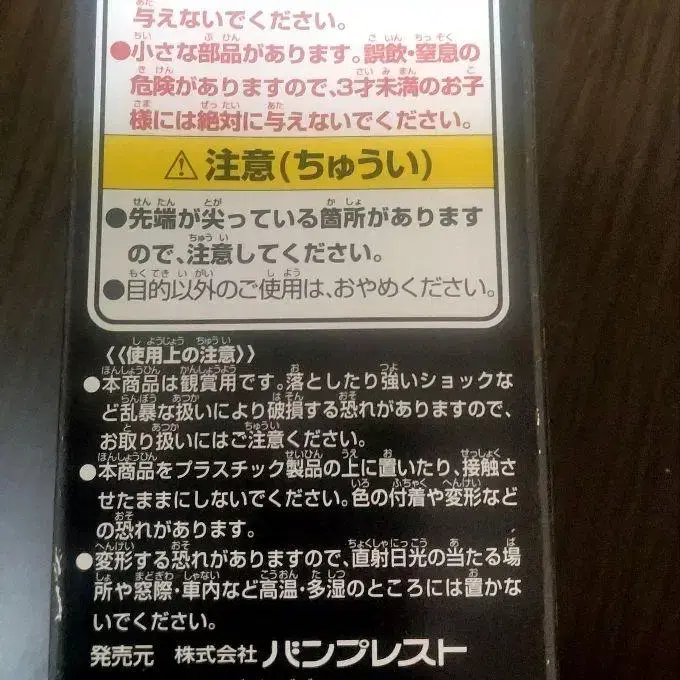 与えないでください。
●小さな部品があります。誤飲・窒息の
危険がありますので、3才未満のお子
様には絶対に与えないでください。
⚠注意(ちゅうい)
●先端が尖っている箇所があります
ので、注意してください。
●目的以外のご使用は、おやめください。
《使用上の注意》
●本商品は観賞用です。落としたり強いショックな
ど乱暴な扱いにより破損する恐れがありますので、
お取り扱いにはご注意ください。
●本商品をプラスチック製品の上に置いたり、接触さ
せたままにしないでください。色の付着や変形など
の恐れがあります。
●変形する恐れがありますので、直射日光の当たる場
所や窓際・車内など高温・多湿のところには置かな
いでください。
発売元 株式会社 バンプレスト